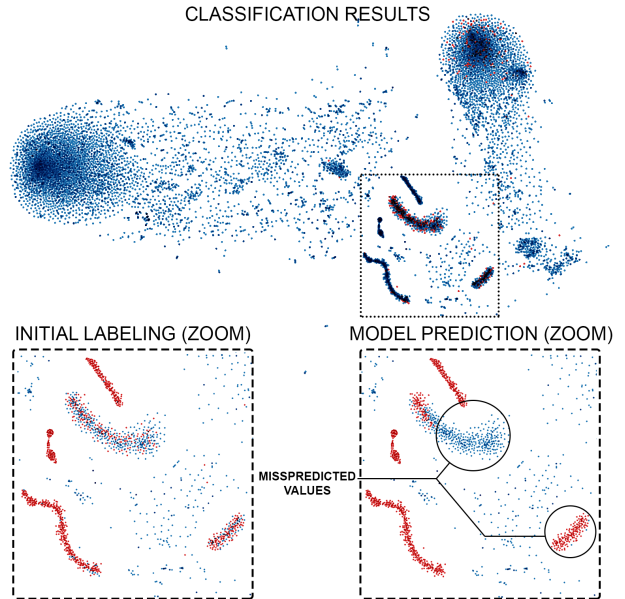 CLASSIFICATION RESULTS
INITIAL LABELING (ZOOM)
MODEL PREDICTION (ZOOM)
MISSPREDICTED
VALUES